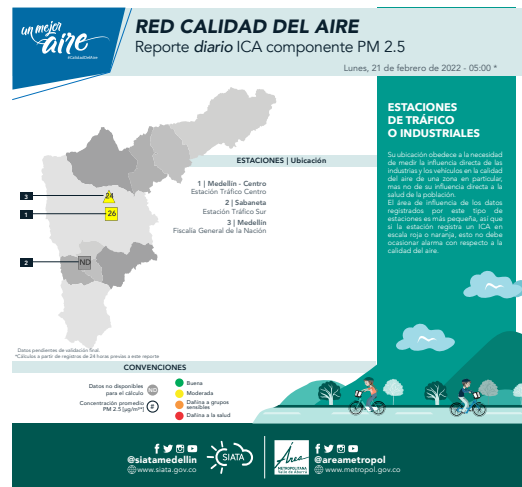 un mejor
aire
#CalidadDelAire
RED CALIDAD DEL AIRE
Reporte diario ICA componente PM 2.5
Lunes, 21 de febrero de 2022 - 05:00 *
ESTACIONES | Ubicación
1 | Medellín - Centro
Estación Tráfico Centro
2 | Sabaneta
Estación Tráfico Sur
3 | Medellín
Fiscalía General de la Nación
3
24
1
26
2
ND
Datos pendientes de validación final.
*Cálculos a partir de registros de 24 horas previas a este reporte
ESTACIONES
DE TRÁFICO
O INDUSTRIALES
Su ubicación obedece a la necesidad
de medir la influencia directa de las
industrias y los vehículos en la calidad
del aire de una zona en particular,
mas no de su influencia directa a la
salud de la población.
El área de influencia de los datos
registrados por este tipo de
estaciones es más pequeña, así que
si la estación registra un ICA en
escala roja o naranja, esto no debe
ocasionar alarma con respecto a la
calidad del aire.
CONVENCIONES
Datos no disponibles
para el cálculo
ND
Concentración promedio
PM 2.5 [µg/m³*]
#
Buena
Moderada
Dañina a grupos
sensibles
Dañina a la salud
@siatamedellin
www.siata.gov.co
SIATA
Área
METROPOLITANA
Valle de Aburrá
@areametropol
www.metropol.gov.co